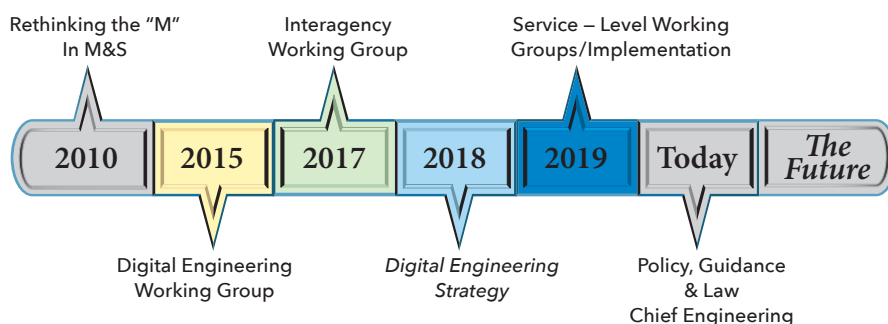 Rethinking the “M”
In M&S
Interagency
Working Group
Service – Level Working
Groups/Implementation
2010
2015
2017
2018
2019
Today
The
Future
Digital Engineering
Working Group
Digital Engineering
Strategy
Policy, Guidance
& Law
Chief Engineering